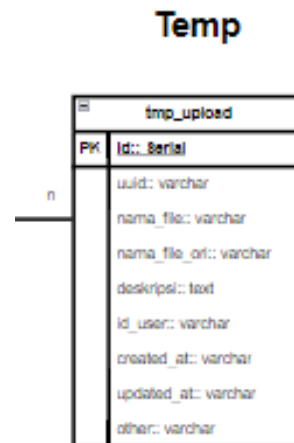 Temp
tmp_upload
PK id:: Serial
uuid:: varchar
n
nama_file:: varchar
nama_file_ori:: varchar
deskripsi:: text
id_user:: varchar
created_at:: varchar
updated_at:: varchar
other:: varchar